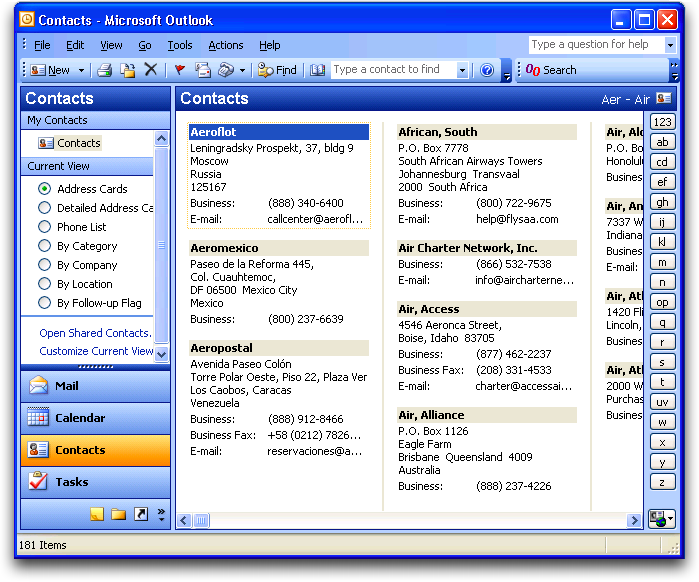 Contacts - Microsoft Outlook
File Edit View Go Tools Actions Help Type a question for help
New Find Type a contact to find Search
Contacts
My Contacts
Contacts
Current View
Address Cards
Detailed Address Ca
Phone List
By Category
By Company
By Location
By Follow-up Flag
Open Shared Contacts.
Customize Current View
Mail
Calendar
Contacts
Tasks
Contacts Aer - Air
Aeroflot
Leningradsky Prospekt, 37, bldg 9
Moscow
Russia
125167
Business: (888) 340-6400
E-mail: callcenter@aerofl...
Aeromexico
Paseo de la Reforma 445,
Col. Cuauhtemoc,
DF 06500 Mexico City
Mexico
Business: (800) 237-6639
Aeropostal
Avenida Paseo Colón
Torre Polar Oeste, Piso 22, Plaza Ver
Los Caobos, Caracas
Venezuela
Business: (888) 912-8466
Business Fax: +58 (0212) 7826...
E-mail: reservaciones@a...
African, South
P.O. Box 7778
South African Airways Towers
Johannesburg Transvaal
2000 South Africa
Business: (800) 722-9675
E-mail: help@flysaa.com
Air Charter Network, Inc.
Business: (866) 532-7538
E-mail: info@aircharterne...
Air, Access
4546 Aeronca Street,
Boise, Idaho 83705
Business: (877) 462-2237
Business Fax: (208) 331-4533
E-mail: charter@accessai...
Air, Alliance
P.O. Box 1126
Eagle Farm
Brisbane Queensland 4009
Australia
Business: (888) 237-4226
Air, Alo
P.O. Bo
Honolul
Busines
Air, An
7337 W
Indiana
Busines
E-mail:
Air, Atl
1420 Fli
Lincoln,
Busines
Air, Atl
2000 W
Purchas
Busines
123
ab
cd
ef
gh
ij
kl
m
n
op
q
r
s
t
uv
w
x
y
z
181 Items